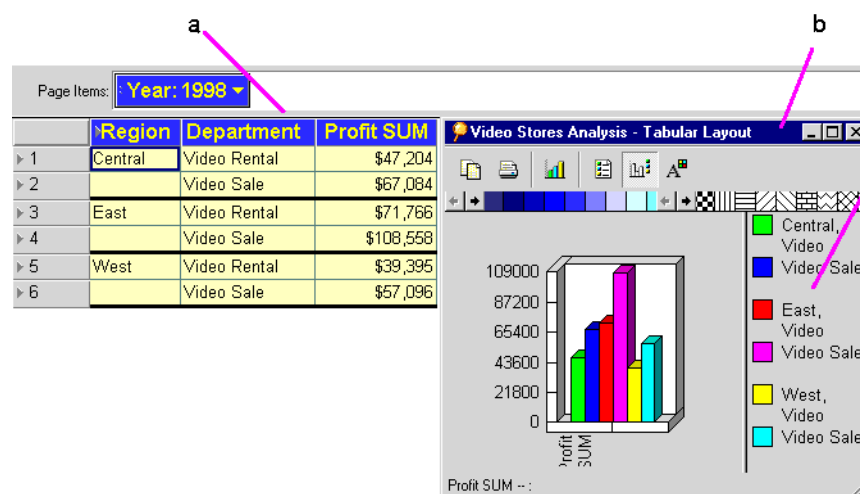 a
b
Page Items: Year: 1998
Region Department Profit SUM
1 Central Video Rental $47,204
2 Video Sale $67,084
3 East Video Rental $71,766
4 Video Sale $108,558
5 West Video Rental $39,395
6 Video Sale $57,096
Video Stores Analysis - Tabular Layout
A
109000
87200
65400
43600
21800
0
Profit
SUM
Central,
Video
Video Sale
East,
Video
Video Sale
West,
Video
Video Sale
Profit SUM -- :